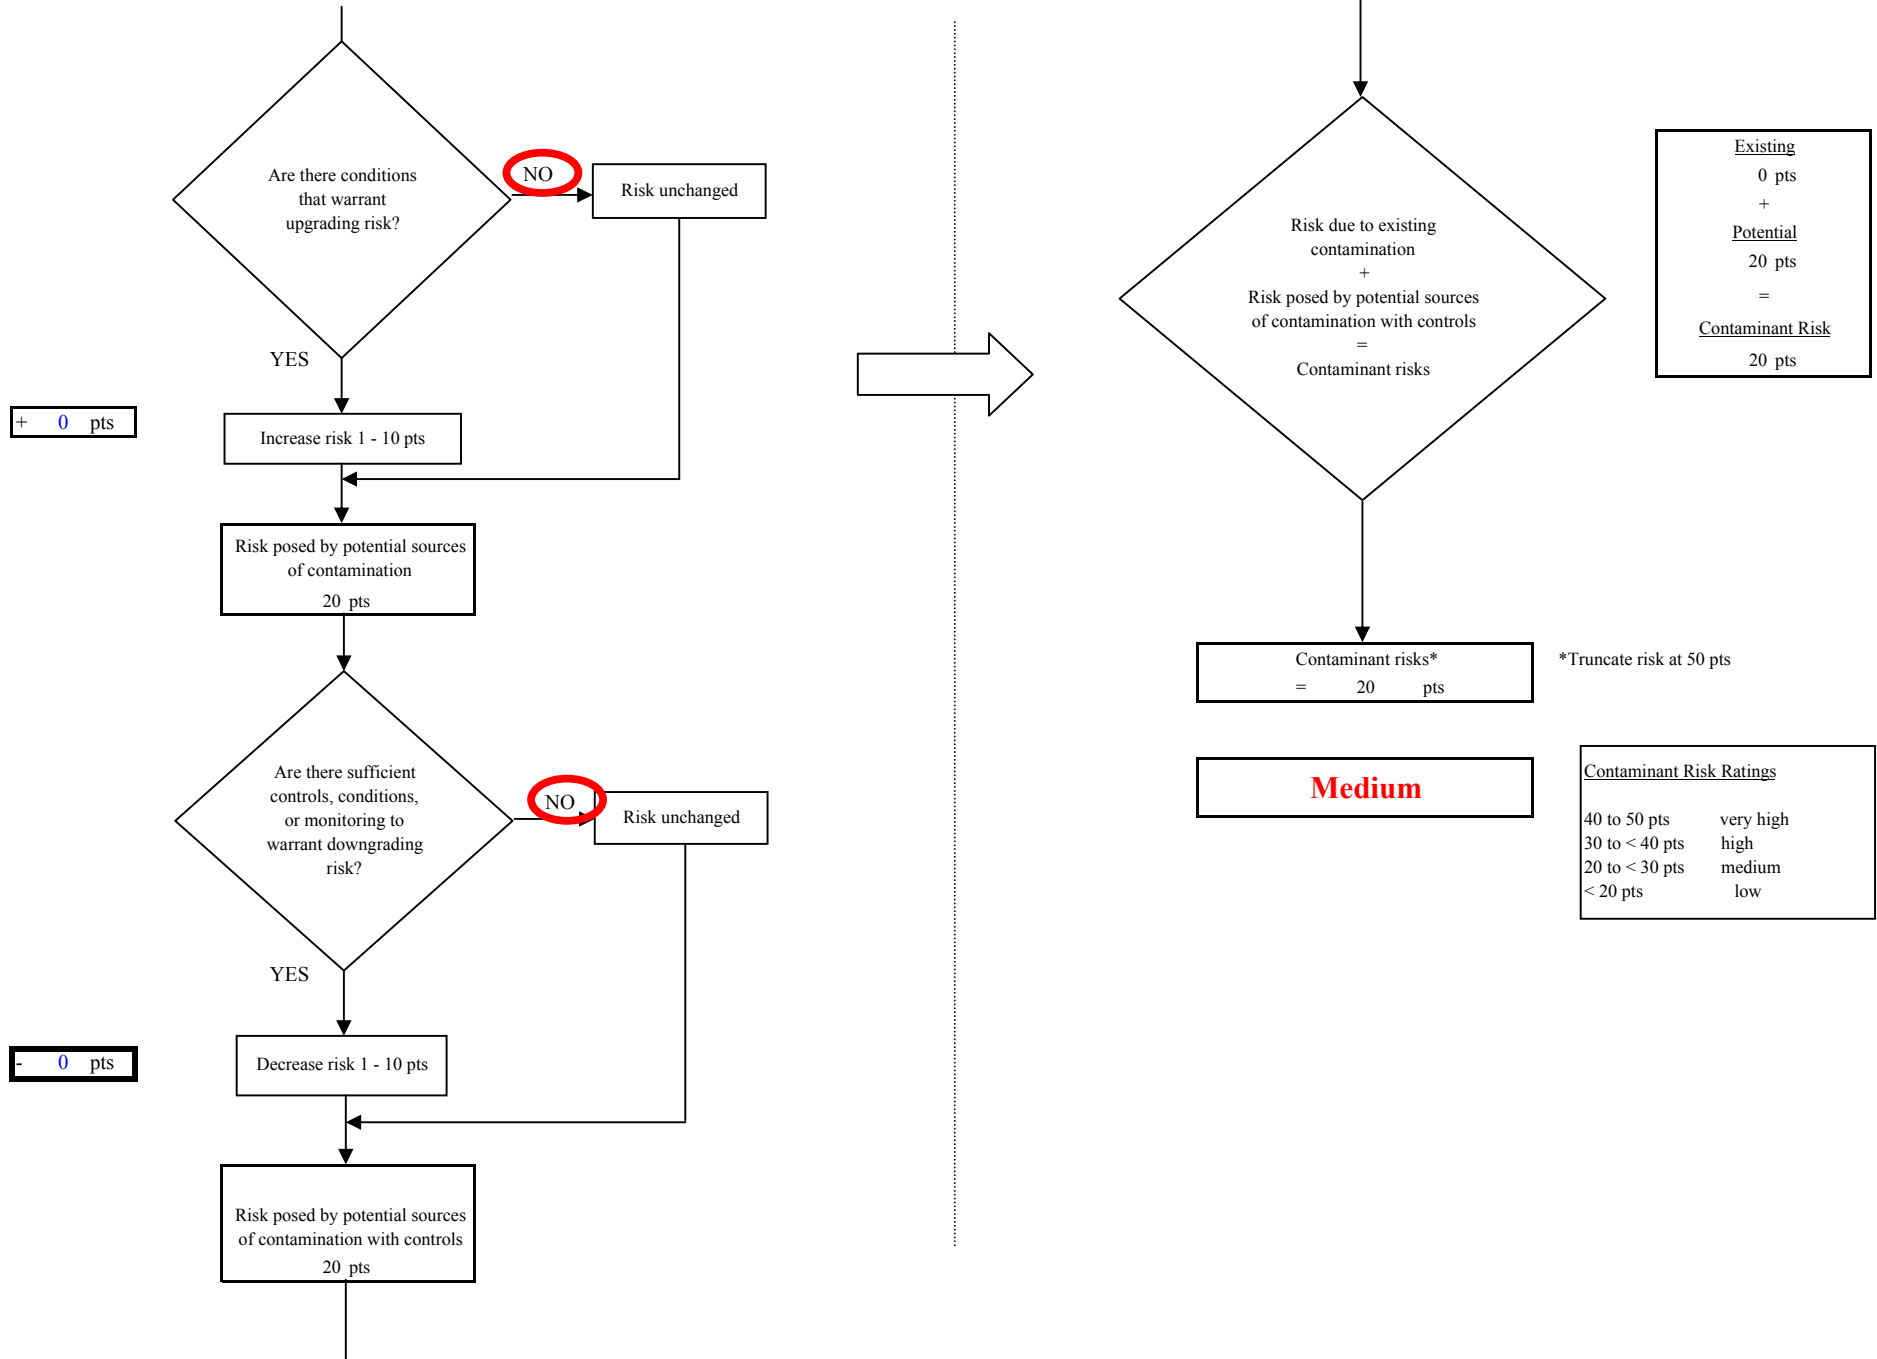 Are there conditions
that warrant
upgrading risk?
NO
Risk unchanged
YES
+ 0 pts
Increase risk 1 - 10 pts
Risk posed by potential sources
of contamination
20 pts
Are there sufficient
controls, conditions,
or monitoring to
warrant downgrading
risk?
NO
Risk unchanged
YES
- 0 pts
Decrease risk 1 - 10 pts
Risk posed by potential sources
of contamination with controls
20 pts
Risk due to existing
contamination
+
Risk posed by potential sources
of contamination with controls
=
Contaminant risks
Existing
0 pts
+
Potential
20 pts
=
Contaminant Risk
20 pts
Contaminant risks*
= 20 pts
*Truncate risk at 50 pts
Medium
Contaminant Risk Ratings
40 to 50 pts very high
30 to < 40 pts high
20 to < 30 pts medium
< 20 pts low